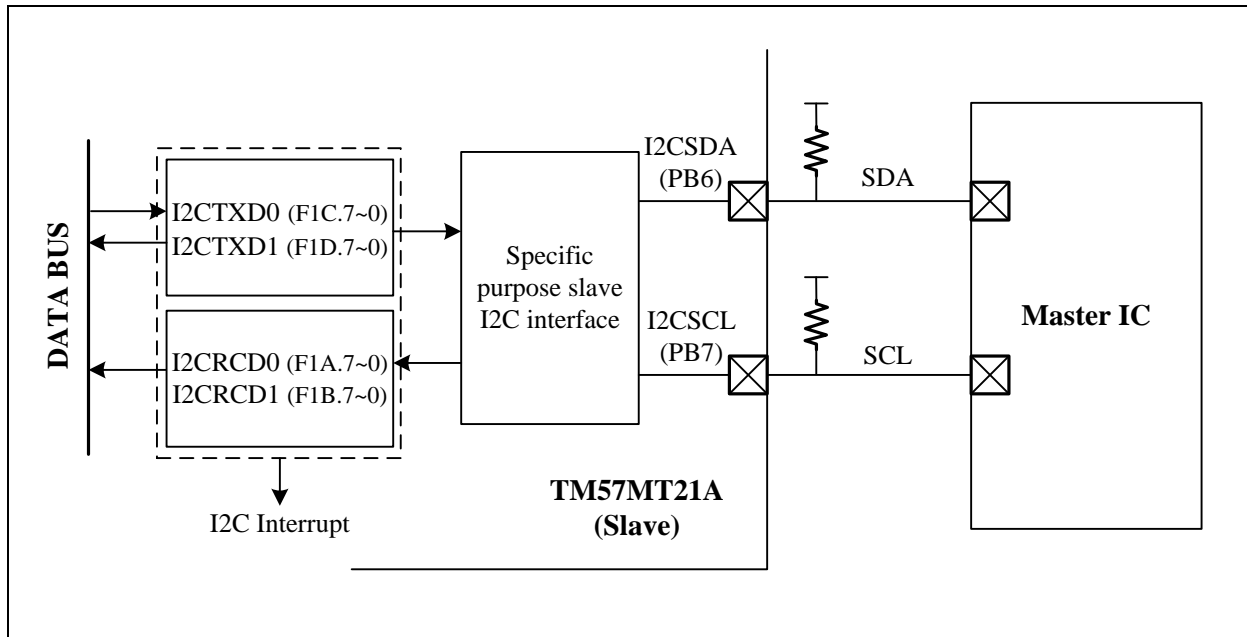 DATA BUS
I2CTXD0 (F1C.7~0)
I2CTXD1 (F1D.7~0)
I2CRCD0 (F1A.7~0)
I2CRCD1 (F1B.7~0)
I2C Interrupt
Specific
purpose slave
I2C interface
I2CSDA
(PB6)
I2CSCL
(PB7)
TM57MT21A
(Slave)
SDA
SCL
Master IC